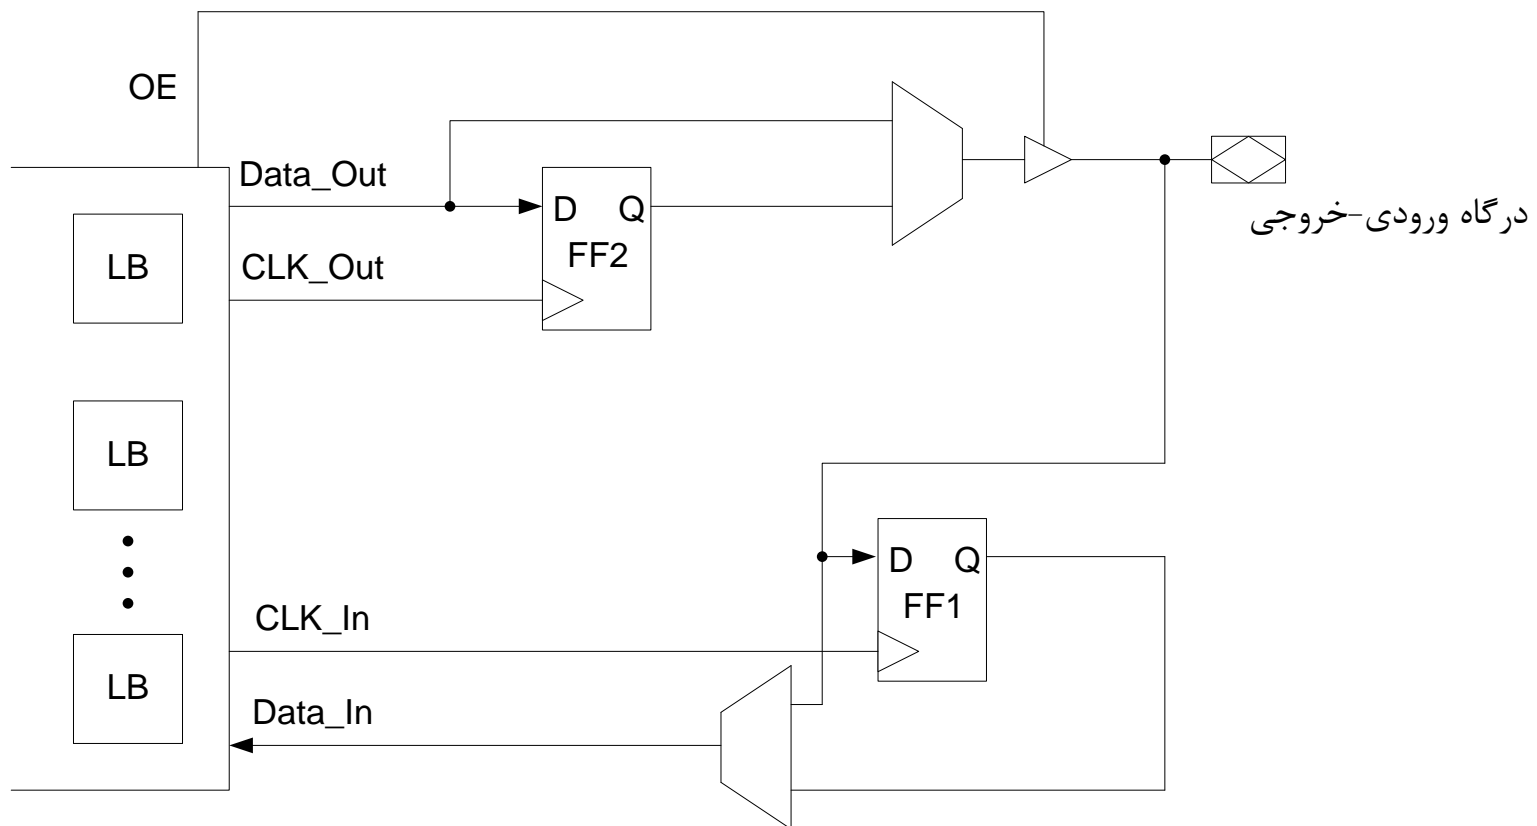 OE
Data_Out
D Q
FF2
CLK_Out
LB
درگاه ورودی-خروجی
LB
D Q
FF1
CLK_In
LB
Data_In